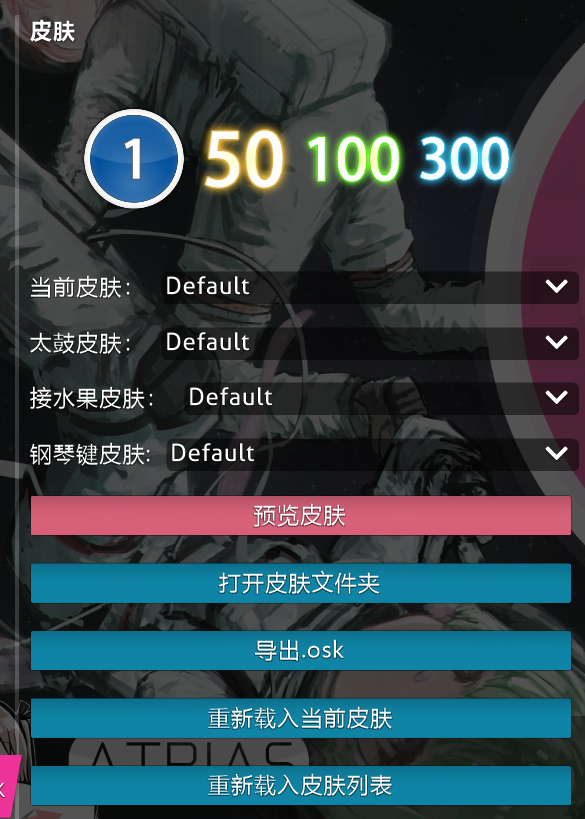 皮肤
1 50 100 300
当前皮肤： Default
太鼓皮肤： Default
接水果皮肤： Default
钢琴键皮肤: Default
预览皮肤
打开皮肤文件夹
导出.osk
重新载入当前皮肤
ATRIAS
重新载入皮肤列表